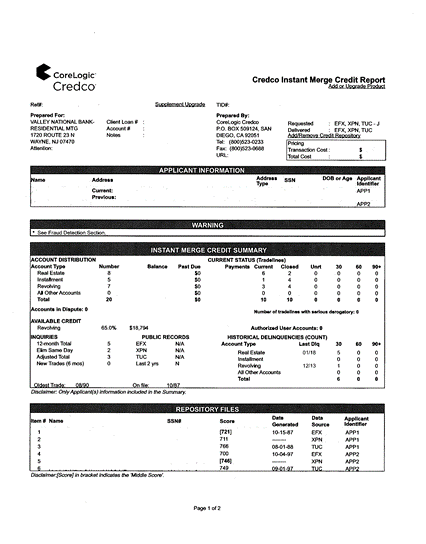 CoreLogic
Credco
Credco Instant Merge Credit Report
Add or Upgrade Product
Ref#: Supplement Upgrade TID#:
Prepared For: Prepared By:
VALLEY NATIONAL BANK- Client Loan # : CoreLogic Credco Requested : EFX, XPN, TUC - J
RESIDENTIAL MTG Account # : P.O. BOX 509124, SAN Delivered : EFX, XPN, TUC
1720 ROUTE 23 N Notes : DIEGO, CA 92051 Add/Remove Credit Repository
WAYNE, NJ 07470 Tel: (800)523-0233 Pricing
Attention: Fax: (800)523-0688 Transaction Cost : $
URL: Total Cost : $
APPLICANT INFORMATION
Name Address Address Type SSN DOB or Age Applicant Identifier
Current: APP1
Previous:
APP2
WARNING
* See Fraud Detection Section.
INSTANT MERGE CREDIT SUMMARY
ACCOUNT DISTRIBUTION CURRENT STATUS (Tradelines)
Account Type Number Balance Past Due Payments Current Closed Unrt 30 60 90+
Real Estate 8 $0 6 2 0 0 0 0
Installment 5 $0 1 4 0 0 0 0
Revolving 7 $0 3 4 0 0 0 0
All Other Accounts 0 $0 0 0 0 0 0 0
Total 20 $0 10 10 0 0 0 0
Accounts in Dispute: 0 Number of tradelines with serious derogatory: 0
AVAILABLE CREDIT
Revolving 65.0% $18,794 Authorized User Accounts: 0
INQUIRIES PUBLIC RECORDS HISTORICAL DELINQUENCIES (COUNT)
12-month Total 5 EFX N/A Account Type Last Dlq 30 60 90+
Elim Same Day 2 XPN N/A Real Estate 01/18 5 0 0
Adjusted Total 3 TUC N/A Installment 0 0 0
New Trades (6 mos) 0 Last 2 yrs N Revolving 12/13 1 0 0
All Other Accounts 0 0 0
Total 6 0 0
Oldest Trade: 08/90 On file: 10/87
Disclaimer: Only Applicant(s) information included in the Summary.
REPOSITORY FILES
Item # Name SSN# Score Date Generated Data Source Applicant Identifier
1 [721] 10-15-87 EFX APP1
2 711 -------- XPN APP1
3 766 08-01-88 TUC APP1
4 700 10-04-97 EFX APP2
5 [746] -------- XPN APP2
6 749 09-01-97 TUC APP2
Disclaimer:[Score] in bracket indicates the 'Middle Score'.
Page 1 of 2